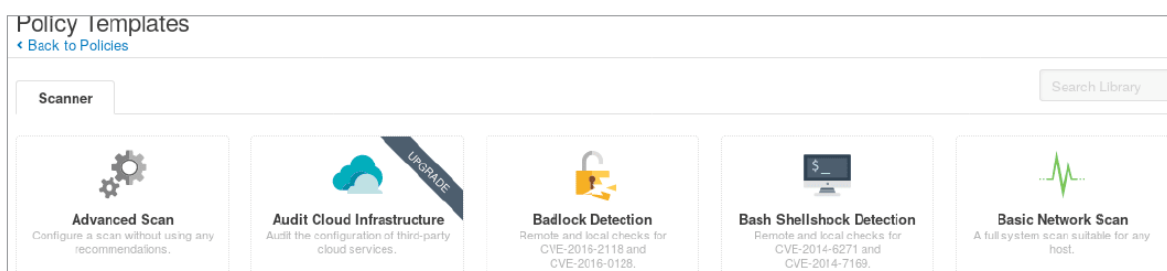 Policy Templates
Back to Policies
Scanner
Search Library
UPGRADE
$_
Advanced Scan
Configure a scan without using any
recommendations.
Audit Cloud Infrastructure
Audit the configuration of third-party
cloud services.
Badlock Detection
Remote and local checks for
CVE-2016-2118 and
CVE-2016-0128.
Bash Shellshock Detection
Remote and local checks for
CVE-2014-6271 and
CVE-2014-7169.
Basic Network Scan
A full system scan suitable for any
host.